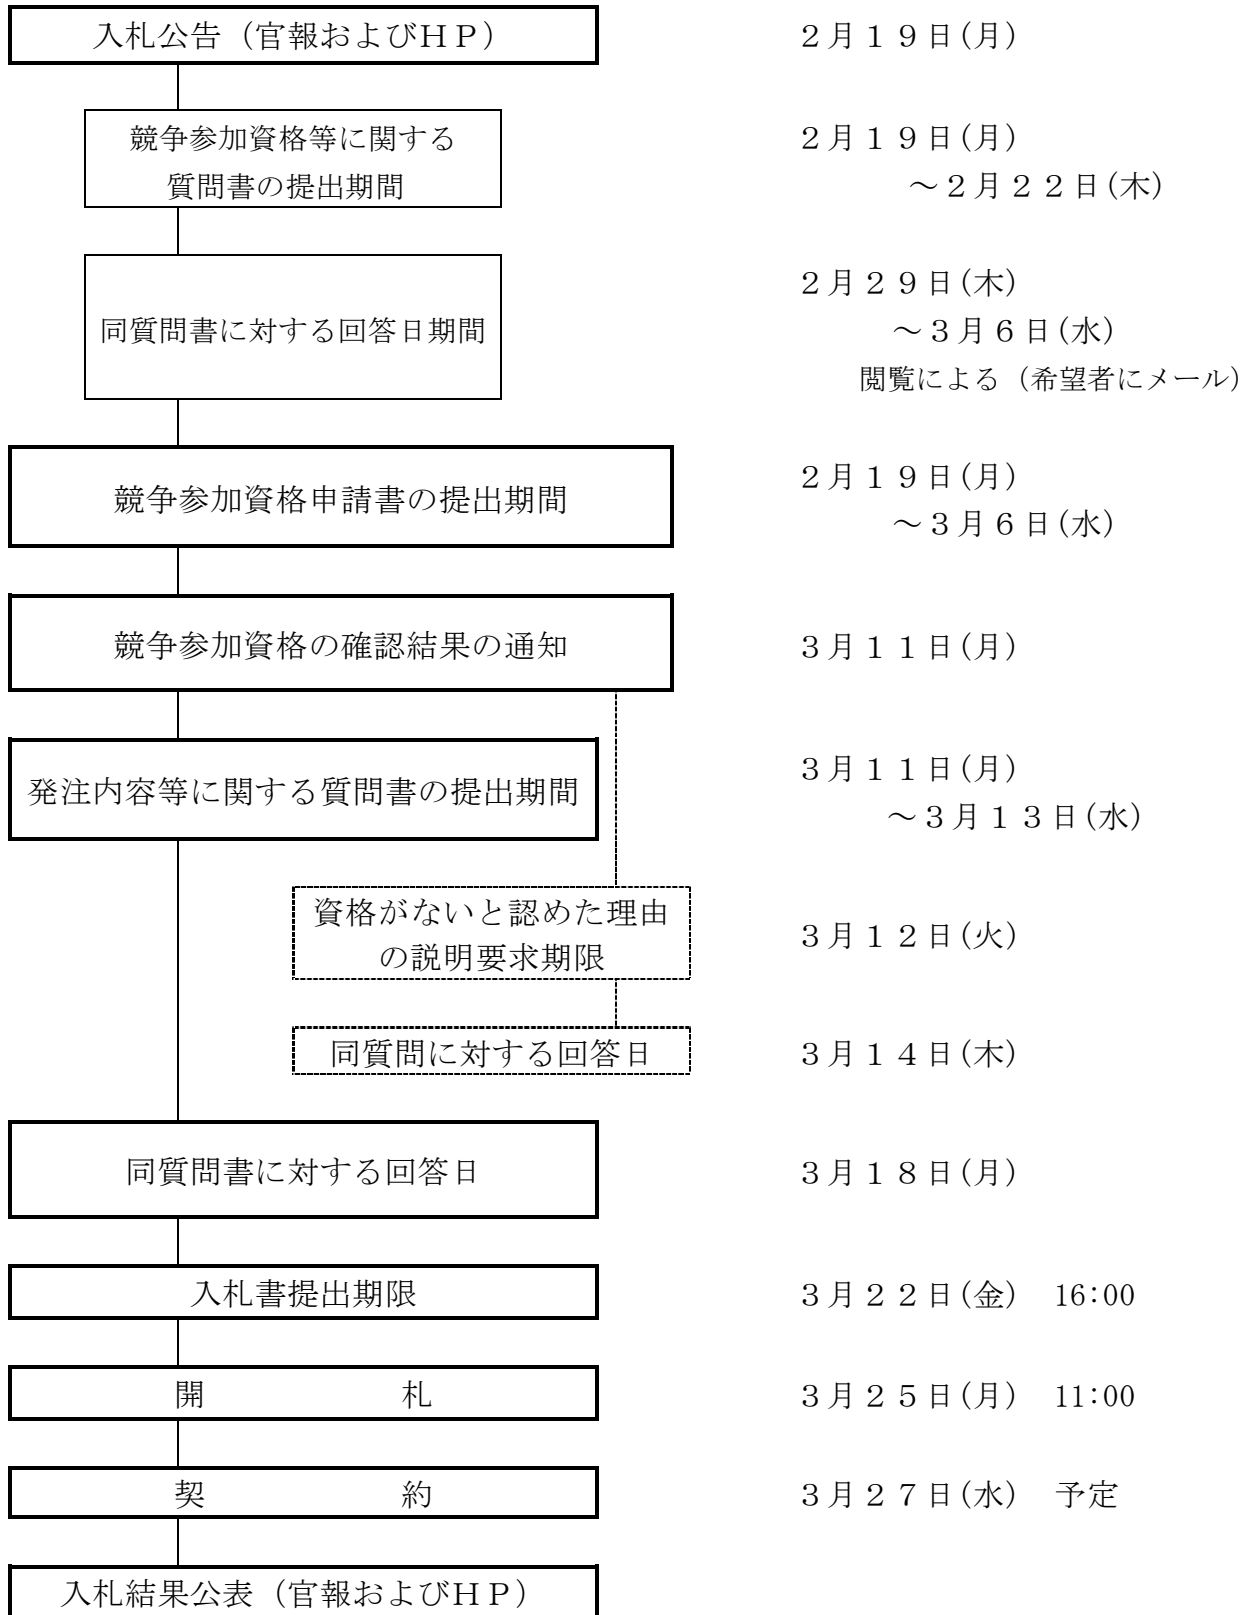 入札公告（官報およびＨＰ）　２月１９日(月)
競争参加資格等に関する　２月１９日(月)
質問書の提出期間　～２月２２日(木)
２月２９日(木)
同質問書に対する回答日期間　～３月６日(水)
閲覧による（希望者にメール）
競争参加資格申請書の提出期間　２月１９日(月)
～３月６日(水)
競争参加資格の確認結果の通知　３月１１日(月)
発注内容等に関する質問書の提出期間　３月１１日(月)
～３月１３日(水)
資格がないと認めた理由
の説明要求期限　３月１２日(火)
同質問に対する回答日　３月１４日(木)
同質問書に対する回答日　３月１８日(月)
入札書提出期限　３月２２日(金)　16:00
開　札　３月２５日(月)　11:00
契　約　３月２７日(水)　予定
入札結果公表（官報およびＨＰ）